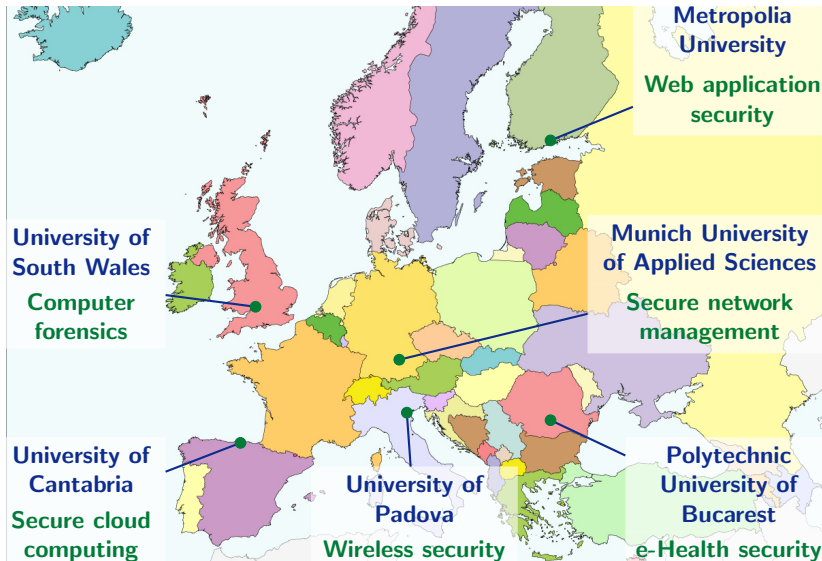 Metropolia
University
Web application
security
University of
South Wales
Computer
forensics
Munich University
of Applied Sciences
Secure network
management
University of
Cantabria
Secure cloud
computing
University of
Padova
Wireless security
Polytechnic
University of
Bucarest
e-Health security